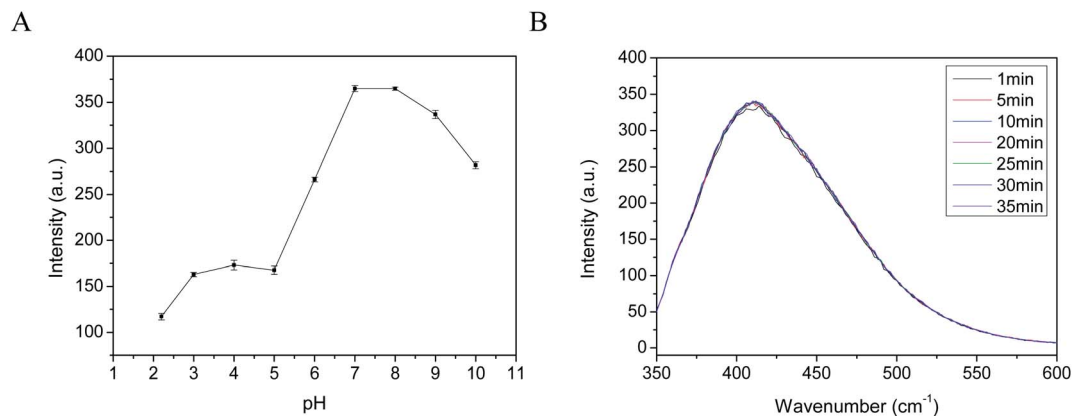 A
B
400
350
300
250
200
150
100
Intensity (a.u.)
1 2 3 4 5 6 7 8 9 10 11
pH
400
350
300
250
200
150
100
50
0
Intensity (a.u.)
1min
5min
10min
20min
25min
30min
35min
350 400 450 500 550 600
Wavenumber (cm⁻¹)